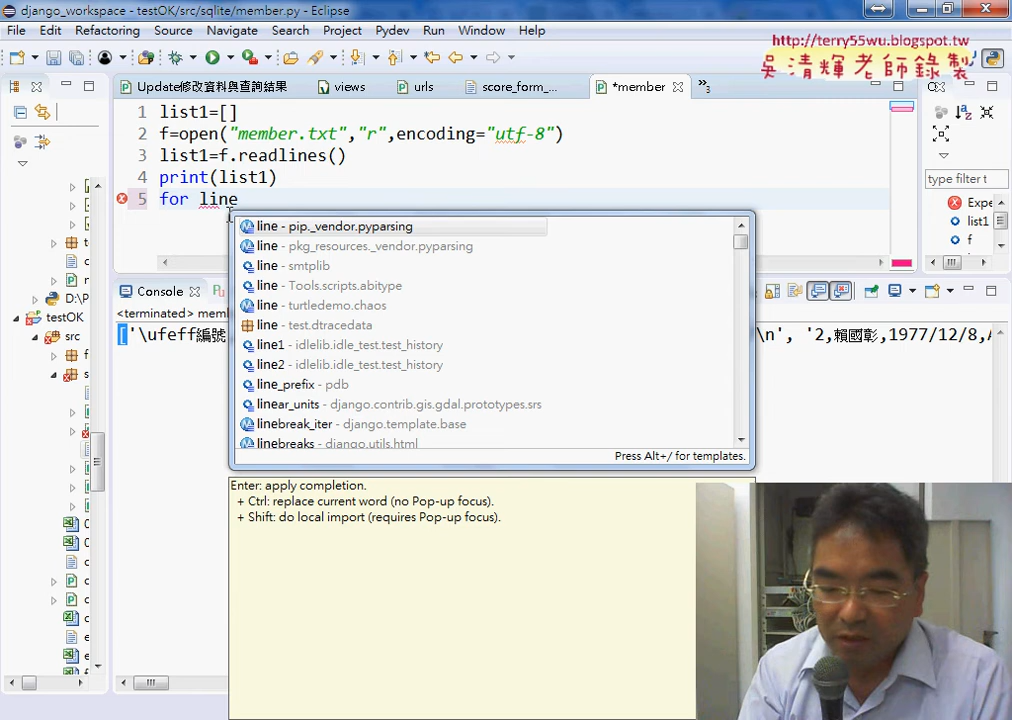 django_workspace - testOK/src/sqlite/member.py - Eclipse
File Edit Refactoring Source Navigate Search Project Pydev Run Window Help
http://terry55wu.blogspot.tw
吳清輝老師錄製
Update修改資料與查詢結果 views urls score_form_... *member »3
1 list1=[]
2 f=open("member.txt","r",encoding="utf-8")
3 list1=f.readlines()
4 print(list1)
5 for line
type filter t
Expe
list1
f
te
c
r
D:\P
testOK
src
f
s
line - pip._vendor.pyparsing
line - pkg_resources._vendor.pyparsing
line - smtplib
line - Tools.scripts.abitype
line - turtledemo.chaos
line - test.dtracedata
line1 - idlelib.idle_test.test_history
line2 - idlelib.idle_test.test_history
line_prefix - pdb
linear_units - django.contrib.gis.gdal.prototypes.srs
linebreak_iter - django.template.base
linebreaks - django.utils.html
Press Alt+/ for templates.
Console
<terminated> mem
['\ufeff編號 \n', '2,賴國彰,1977/12/8,A
Enter: apply completion.
+ Ctrl: replace current word (no Pop-up focus).
+ Shift: do local import (requires Pop-up focus).